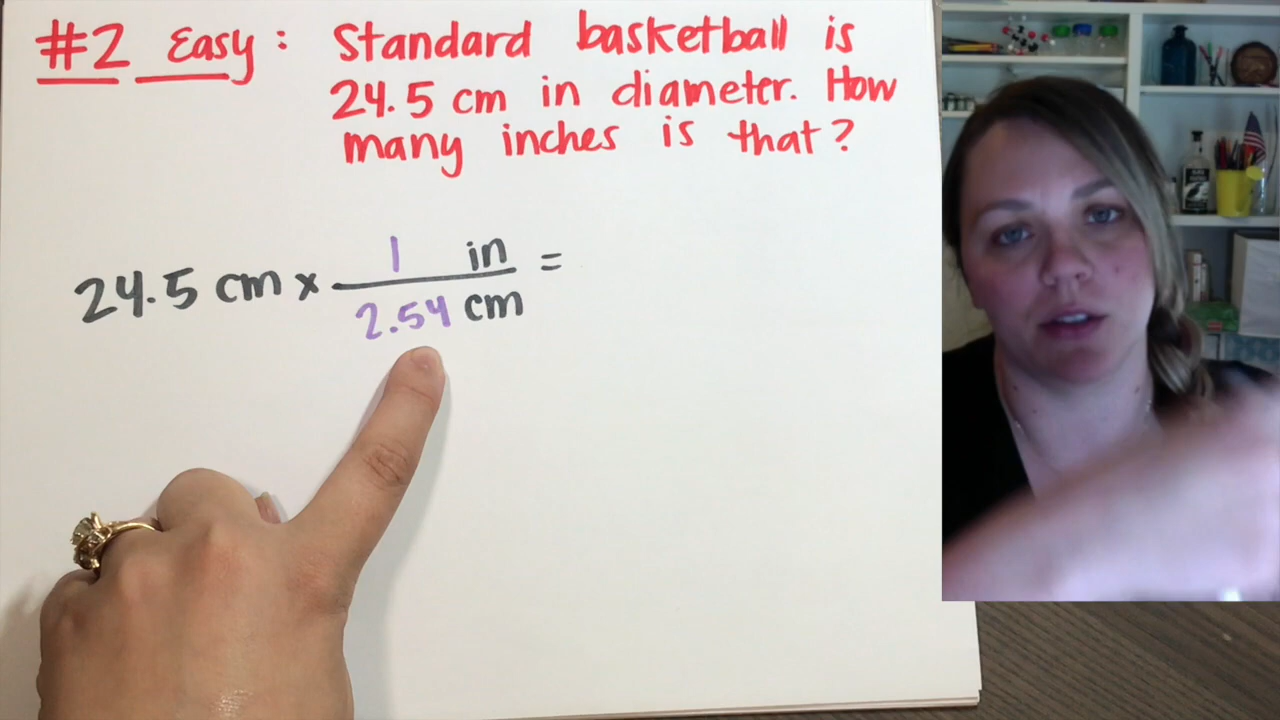 #2 Easy: Standard basketball is
24.5 cm in diameter. How
many inches is that?
24.5 cm x 1 in =
2.54 cm